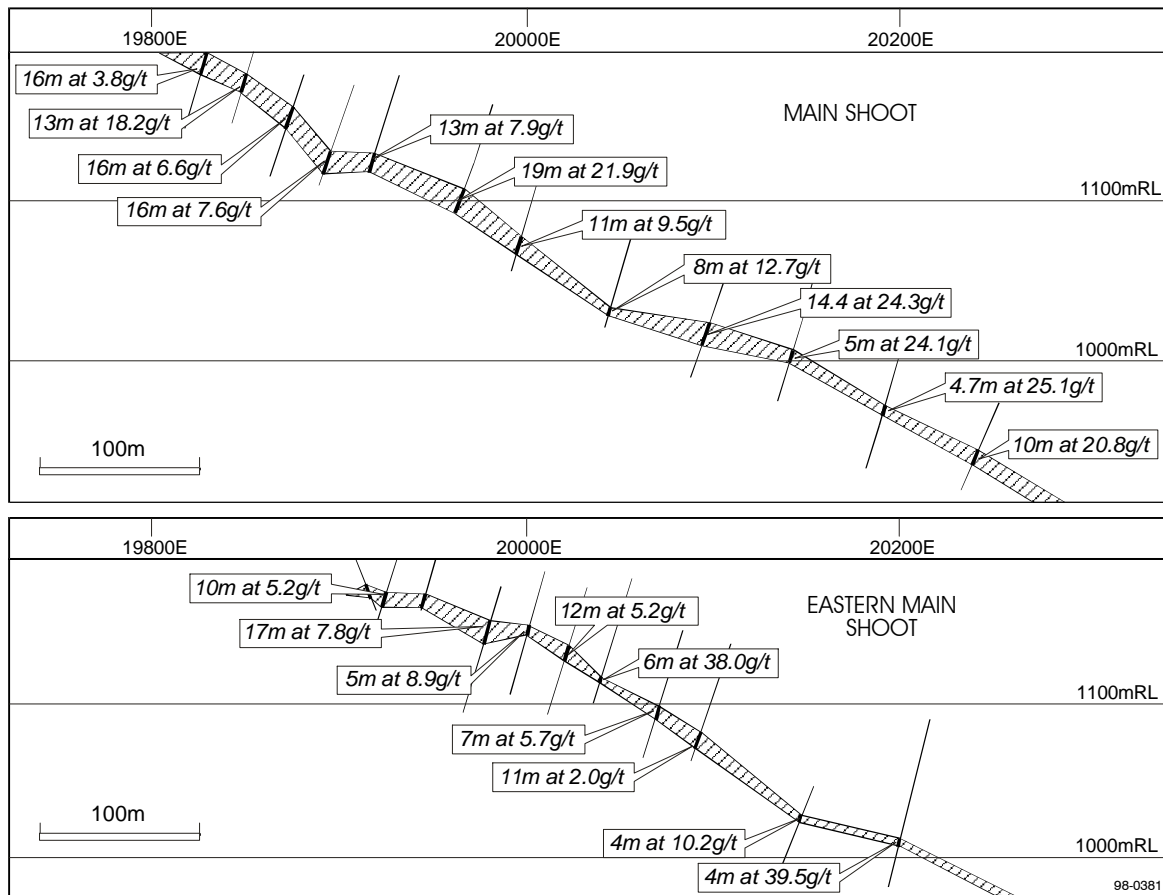 19800E
20000E
20200E
16m at 3.8g/t
13m at 18.2g/t
16m at 6.6g/t
16m at 7.6g/t
13m at 7.9g/t
19m at 21.9g/t
11m at 9.5g/t
8m at 12.7g/t
14.4 at 24.3g/t
5m at 24.1g/t
4.7m at 25.1g/t
10m at 20.8g/t
MAIN SHOOT
1100mRL
1000mRL
100m
19800E
20000E
20200E
10m at 5.2g/t
17m at 7.8g/t
5m at 8.9g/t
12m at 5.2g/t
6m at 38.0g/t
7m at 5.7g/t
11m at 2.0g/t
4m at 10.2g/t
4m at 39.5g/t
EASTERN MAIN
SHOOT
1100mRL
1000mRL
100m
98-0381